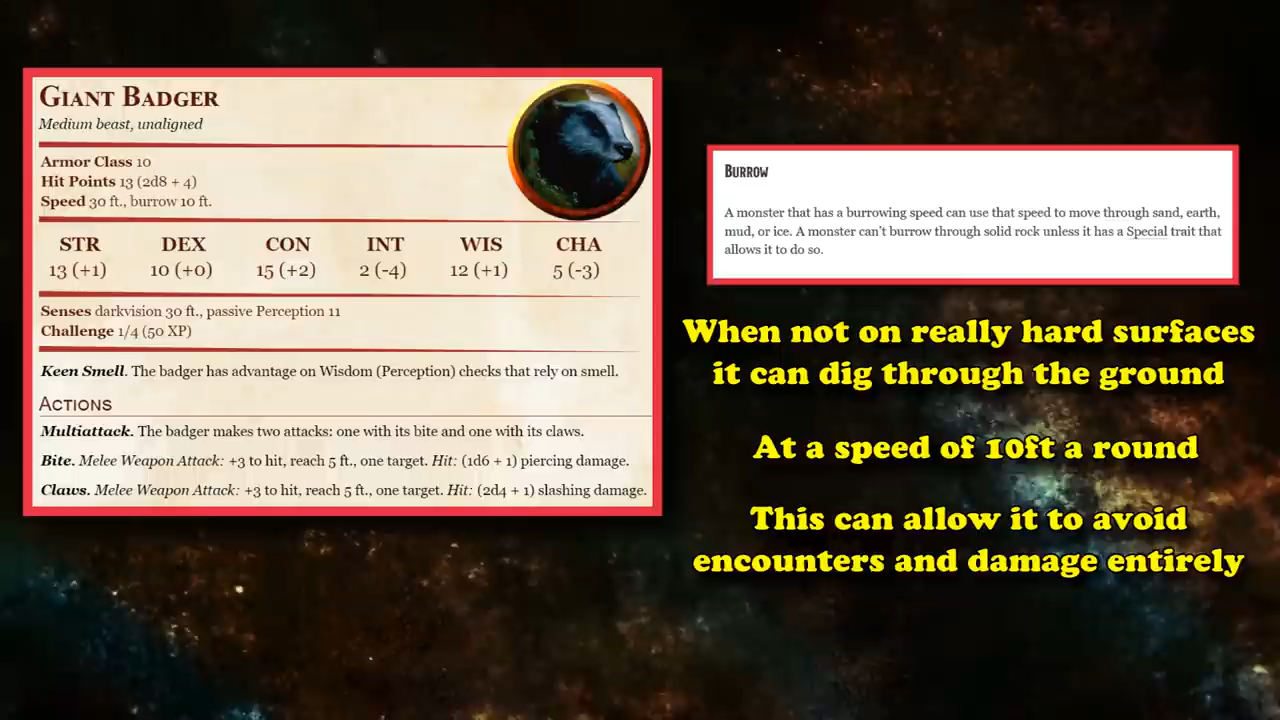 Giant Badger
Medium beast, unaligned
Armor Class 10
Hit Points 13 (2d8 + 4)
Speed 30 ft., burrow 10 ft.
STR DEX CON INT WIS CHA
13 (+1) 10 (+0) 15 (+2) 2 (-4) 12 (+1) 5 (-3)
Senses darkvision 30 ft., passive Perception 11
Challenge 1/4 (50 XP)
Keen Smell. The badger has advantage on Wisdom (Perception) checks that rely on smell.
Actions
Multiattack. The badger makes two attacks: one with its bite and one with its claws.
Bite. Melee Weapon Attack: +3 to hit, reach 5 ft., one target. Hit: (1d6 + 1) piercing damage.
Claws. Melee Weapon Attack: +3 to hit, reach 5 ft., one target. Hit: (2d4 + 1) slashing damage.
Burrow
A monster that has a burrowing speed can use that speed to move through sand, earth,
mud, or ice. A monster can't burrow through solid rock unless it has a Special trait that
allows it to do so.
When not on really hard surfaces
it can dig through the ground
At a speed of 10ft a round
This can allow it to avoid
encounters and damage entirely